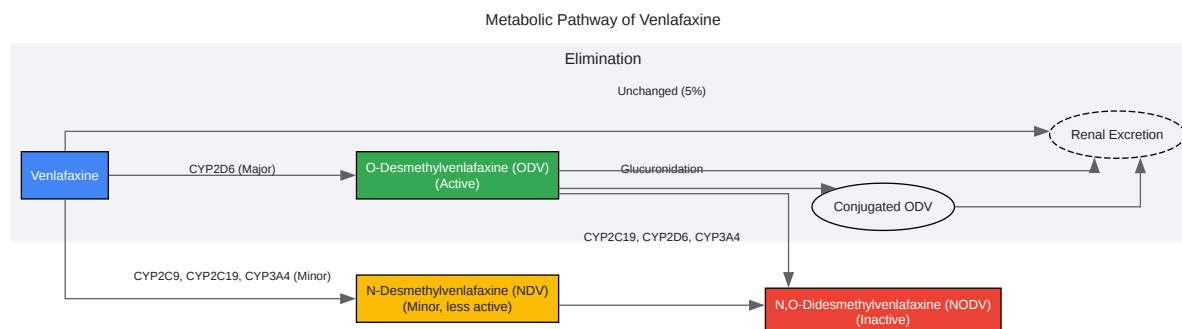 Metabolic Pathway of Venlafaxine
Elimination
Unchanged (5%)
Renal Excretion
Venlafaxine
CYP2D6 (Major)
O-Desmethylvenlafaxine (ODV)
(Active)
Glucuronidation
Conjugated ODV
CYP2C19, CYP2D6, CYP3A4
CYP2C9, CYP2C19, CYP3A4 (Minor)
N-Desmethylvenlafaxine (NDV)
(Minor, less active)
N,O-Didesmethylvenlafaxine (NODV)
(Inactive)